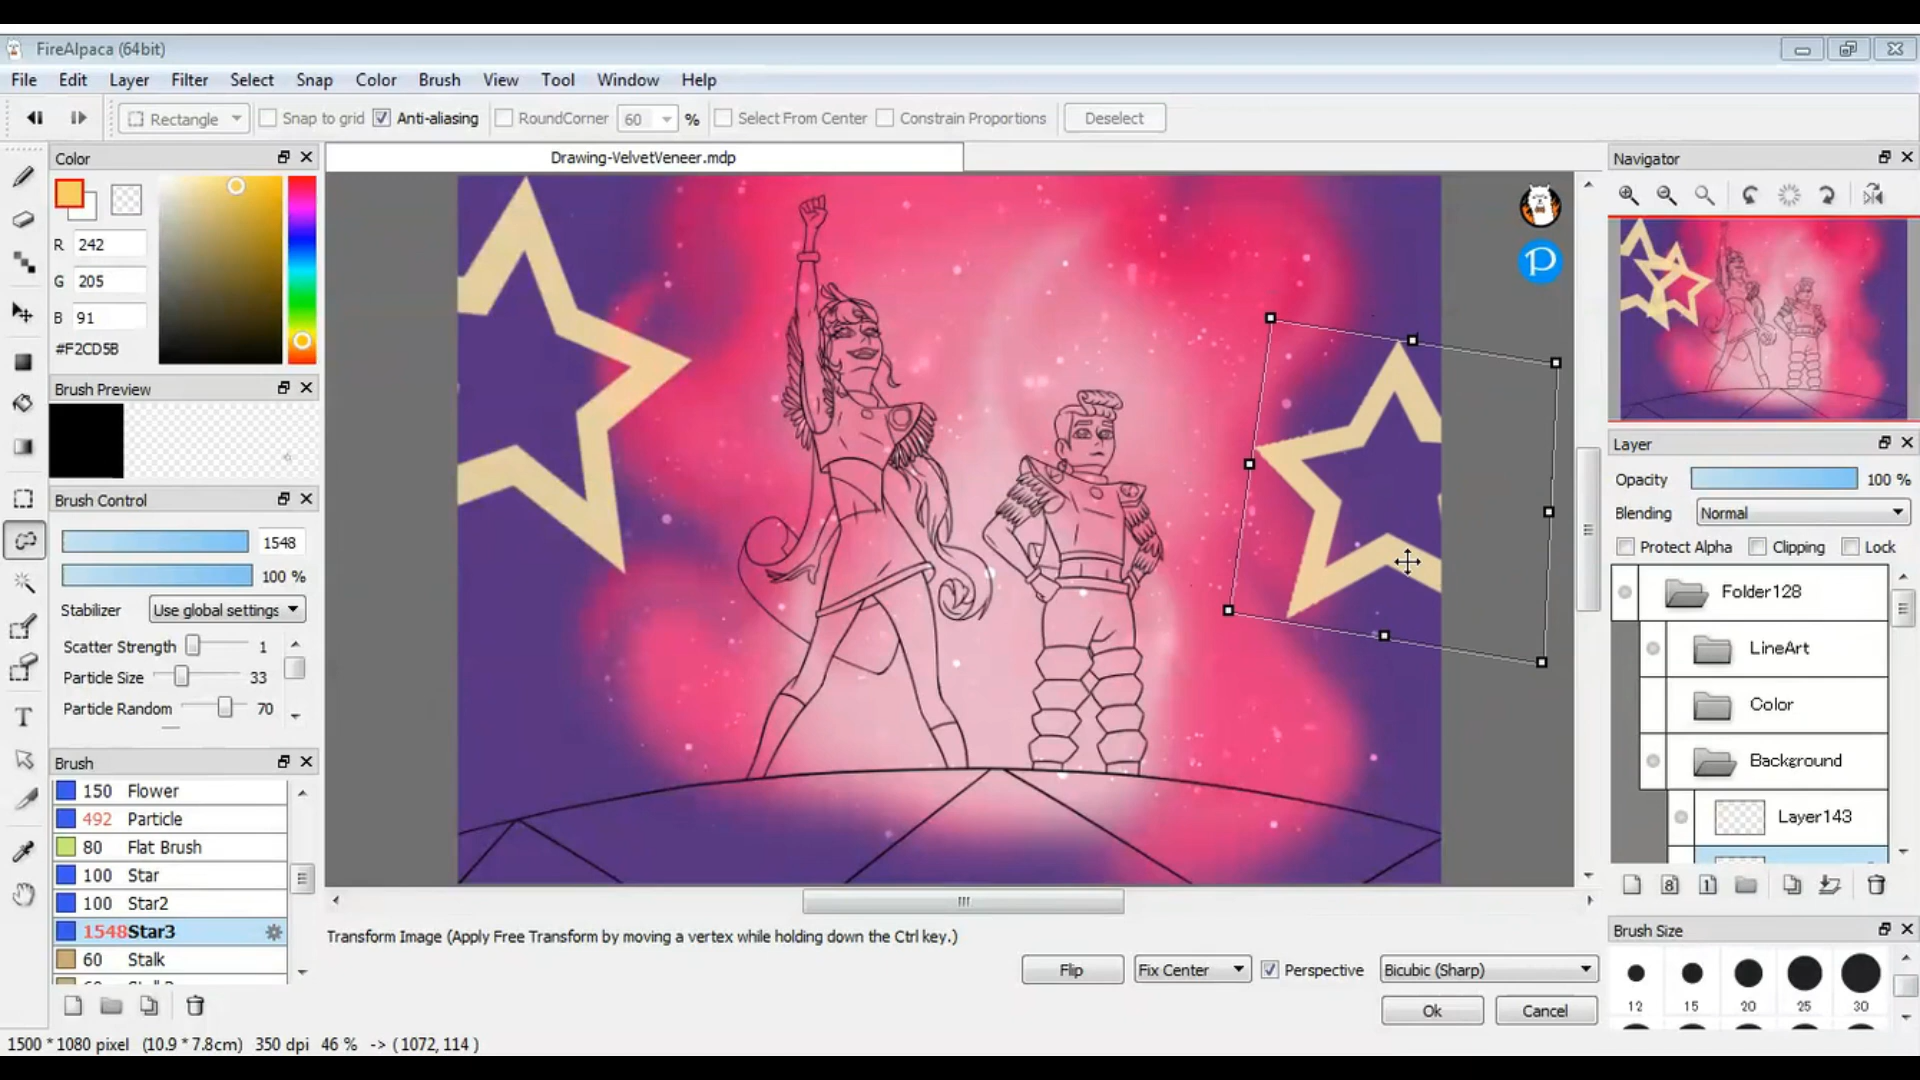 FireAlpaca (64bit)
File Edit Layer Filter Select Snap Color Brush View Tool Window Help
Rectangle Snap to grid Anti-aliasing RoundCorner 60 % Select From Center Constrain Proportions Deselect
Color
R 242
G 205
B 91
#F2CD5B
Brush Preview
Brush Control
1548
100 %
Stabilizer Use global settings
Scatter Strength 1
Particle Size 33
Particle Random 70
Brush
150 Flower
492 Particle
80 Flat Brush
100 Star
100 Star2
1548 Star3
60 Stalk
Drawing-VelvetVeneer.mdp
P
Transform Image (Apply Free Transform by moving a vertex while holding down the Ctrl key.)
Flip Fix Center Perspective Bicubic (Sharp)
Ok Cancel
Navigator
Layer
Opacity 100 %
Blending Normal
Protect Alpha Clipping Lock
Folder128
LineArt
Color
Background
Layer143
8 1
Brush Size
12 15 20 25 30
1500 * 1080 pixel (10.9 * 7.8cm) 350 dpi 46 % -> ( 1072, 114 )